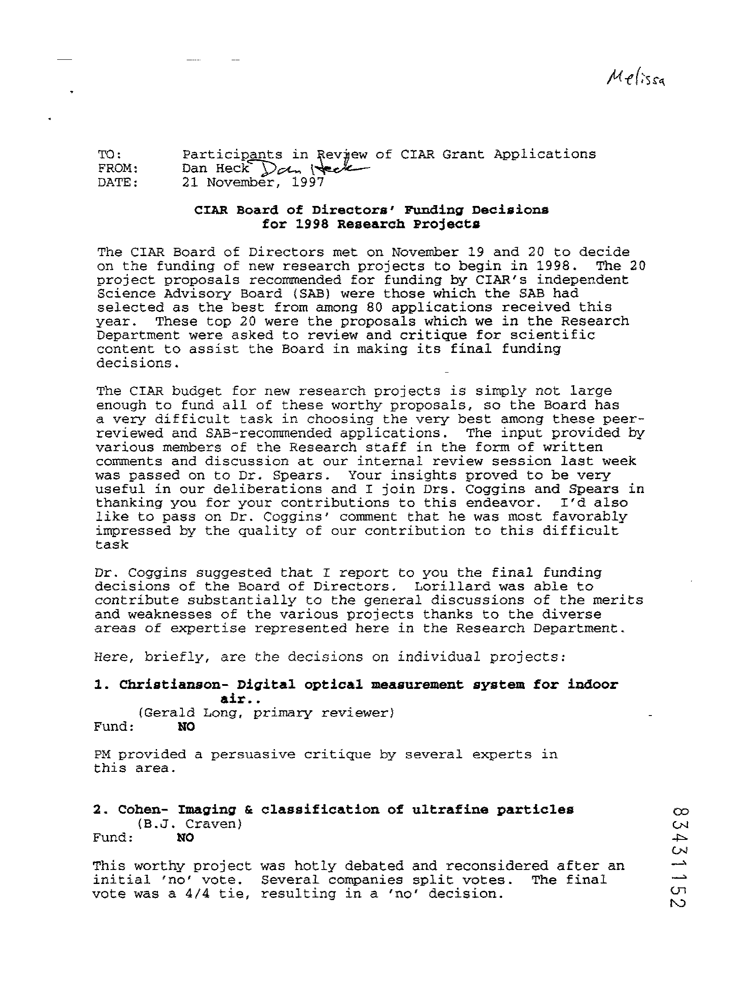 Melissa
TO: Participants in Review of CIAR Grant Applications
FROM: Dan Heck Dan Heck
DATE: 21 November, 1997
CIAR Board of Directors' Funding Decisions
for 1998 Research Projects
The CIAR Board of Directors met on November 19 and 20 to decide
on the funding of new research projects to begin in 1998. The 20
project proposals recommended for funding by CIAR's independent
Science Advisory Board (SAB) were those which the SAB had
selected as the best from among 80 applications received this
year. These top 20 were the proposals which we in the Research
Department were asked to review and critique for scientific
content to assist the Board in making its final funding
decisions.
The CIAR budget for new research projects is simply not large
enough to fund all of these worthy proposals, so the Board has
a very difficult task in choosing the very best among these peer-
reviewed and SAB-recommended applications. The input provided by
various members of the Research staff in the form of written
comments and discussion at our internal review session last week
was passed on to Dr. Spears. Your insights proved to be very
useful in our deliberations and I join Drs. Coggins and Spears in
thanking you for your contributions to this endeavor. I'd also
like to pass on Dr. Coggins' comment that he was most favorably
impressed by the quality of our contribution to this difficult
task
Dr. Coggins suggested that I report to you the final funding
decisions of the Board of Directors. Lorillard was able to
contribute substantially to the general discussions of the merits
and weaknesses of the various projects thanks to the diverse
areas of expertise represented here in the Research Department.
Here, briefly, are the decisions on individual projects:
1. Christianson- Digital optical measurement system for indoor
air..
(Gerald Long, primary reviewer)
Fund: NO
PM provided a persuasive critique by several experts in
this area.
2. Cohen- Imaging & classification of ultrafine particles
(B.J. Craven)
Fund: NO
This worthy project was hotly debated and reconsidered after an
initial 'no' vote. Several companies split votes. The final
vote was a 4/4 tie, resulting in a 'no' decision.
83431152